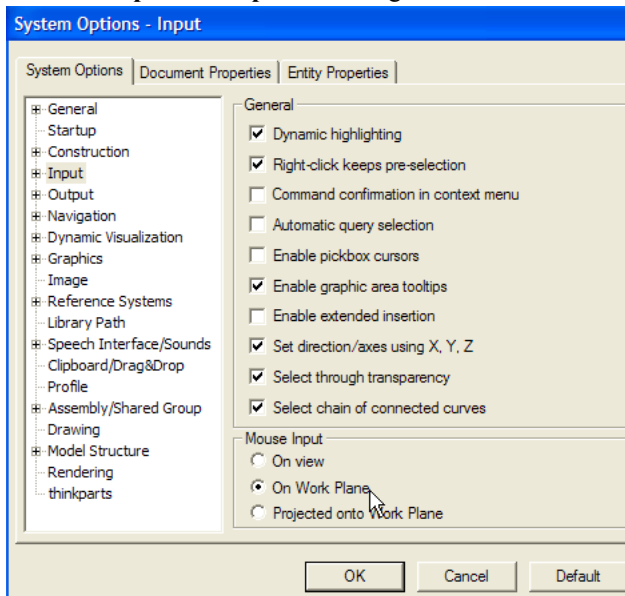 System Options - Input
System Options
Document Properties
Entity Properties
General
Startup
Construction
Input
Output
Navigation
Dynamic Visualization
Graphics
Image
Reference Systems
Library Path
Speech Interface/Sounds
Clipboard/Drag&Drop
Profile
Assembly/Shared Group
Drawing
Model Structure
Rendering
thinkparts
General
Dynamic highlighting
Right-click keeps pre-selection
Command confirmation in context menu
Automatic query selection
Enable pickbox cursors
Enable graphic area tooltips
Enable extended insertion
Set direction/axes using X, Y, Z
Select through transparency
Select chain of connected curves
Mouse Input
On view
On Work Plane
Projected onto Work Plane
OK
Cancel
Default